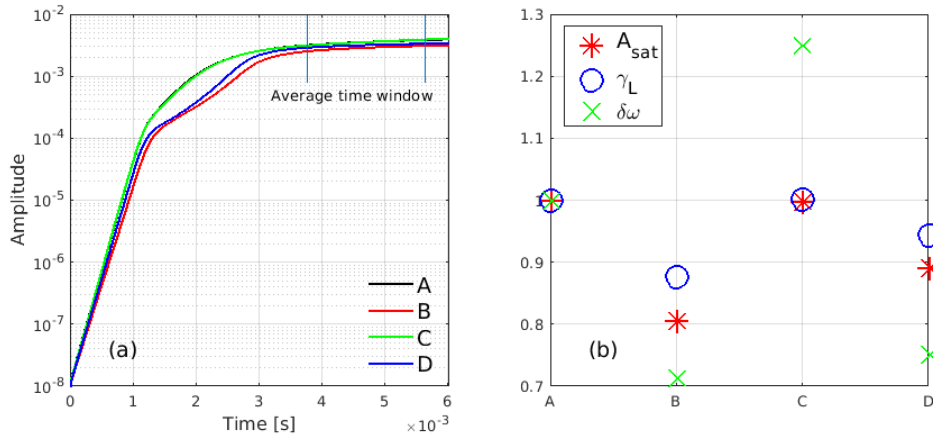 10^-2
10^-3
10^-4
10^-5
10^-6
10^-7
10^-8
Amplitude
Average time window
A
B
C
D
(a)
0 1 2 3 4 5 6
Time [s] ×10^-3
1.3
1.2
1.1
1
0.9
0.8
0.7
A_sat
γ_L
δω
(b)
A B C D